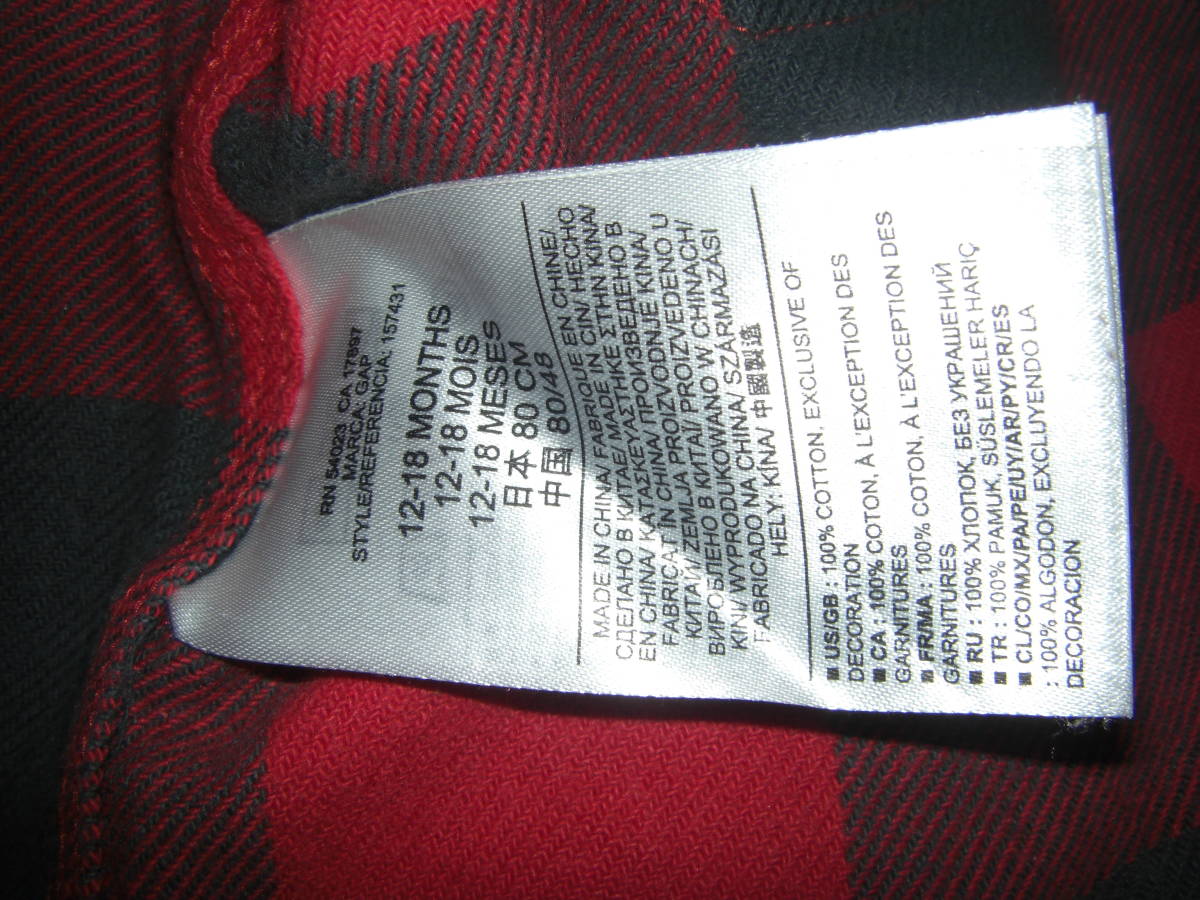 RN 54023 CA 17897
MARCA: GAP
STYLE/REFERENCIA: 157431
12-18 MONTHS
12-18 MOIS
12-18 MESES
日本 80 CM
中国 80/48
MADE IN CHINA/ FABRIQUE EN CHINE/
СДЕЛАНО В КИТАЕ/ MADE IN CIN/ HECHO
EN CHINA/ ΚΑΤΑΣΚΕΥΑΣΤΗΚΕ ΣΤΗΝ ΚΙΝΑ/
FABRICAT ÎN CHINA/ ПРОИЗВЕДЕНО В
КИТАЙ/ ZEMLJA PROIZVODNJE KINA/
ВИРОБЛЕНО В КИТАЇ/ PROIZVEDENO U
KINI/ WYPRODUKOWANO W CHINACH/
FABRICADO NA CHINA/ SZÁRMAZÁSI
HELY: KÍNA/ 中國製造
■ US/GB : 100% COTTON, EXCLUSIVE OF
DECORATION
■ CA : 100% COTON, À L'EXCEPTION DES
GARNITURES
■ FR/MA : 100% COTON, À L'EXCEPTION DES
GARNITURES
■ RU : 100% ХЛОПОК, БЕЗ УКРАШЕНИЙ
■ TR : 100% PAMUK, SÜSLEMELER HARİÇ
■ CL/CO/MX/PA/PE/UY/AR/PY/CR/ES
: 100% ALGODON, EXCLUYENDO LA
DECORACION